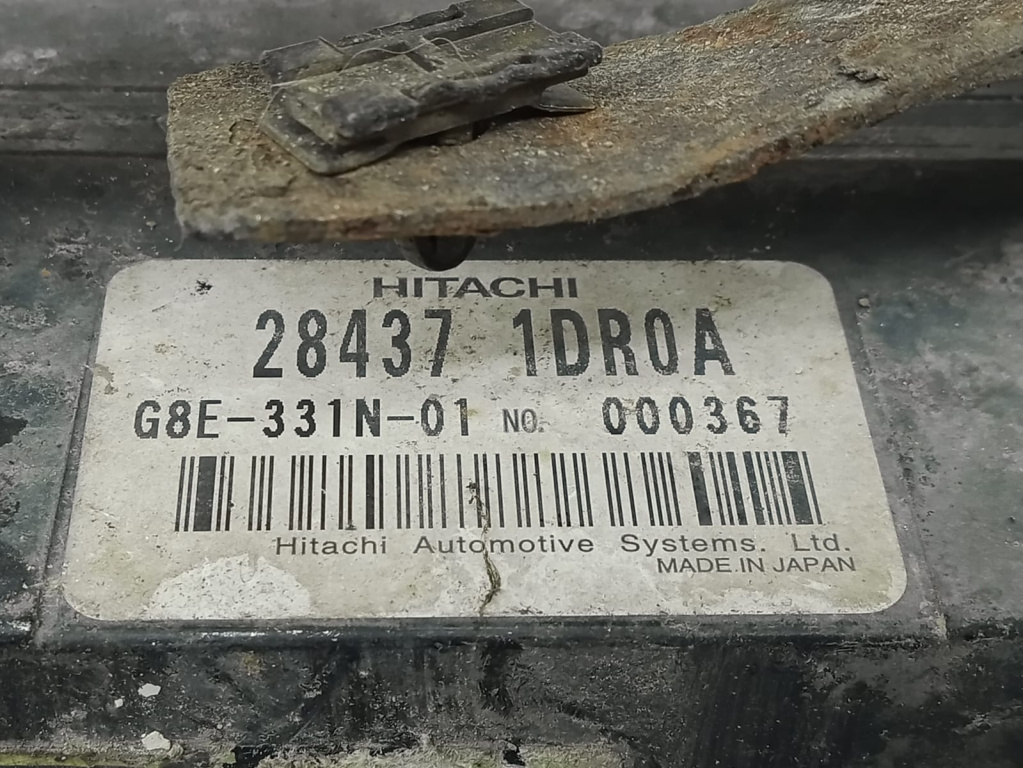 HITACHI
28437 1DR0A
G8E-331N-01 NO. 000367
Hitachi Automotive Systems. Ltd.
MADE IN JAPAN